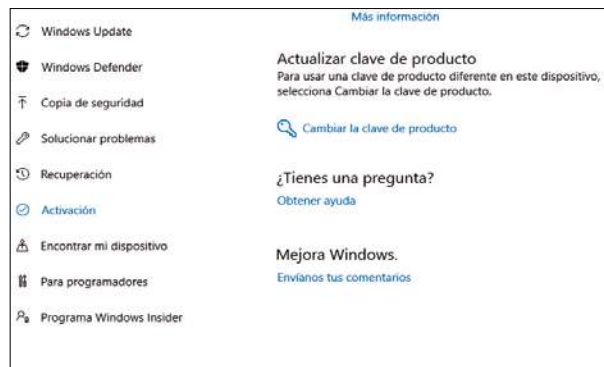 Windows Update
Windows Defender
Copia de seguridad
Solucionar problemas
Recuperación
Activación
Encontrar mi dispositivo
Para programadores
Programa Windows Insider
Más información
Actualizar clave de producto
Para usar una clave de producto diferente en este dispositivo,
selecciona Cambiar la clave de producto.
Cambiar la clave de producto
¿Tienes una pregunta?
Obtener ayuda
Mejora Windows.
Envíanos tus comentarios